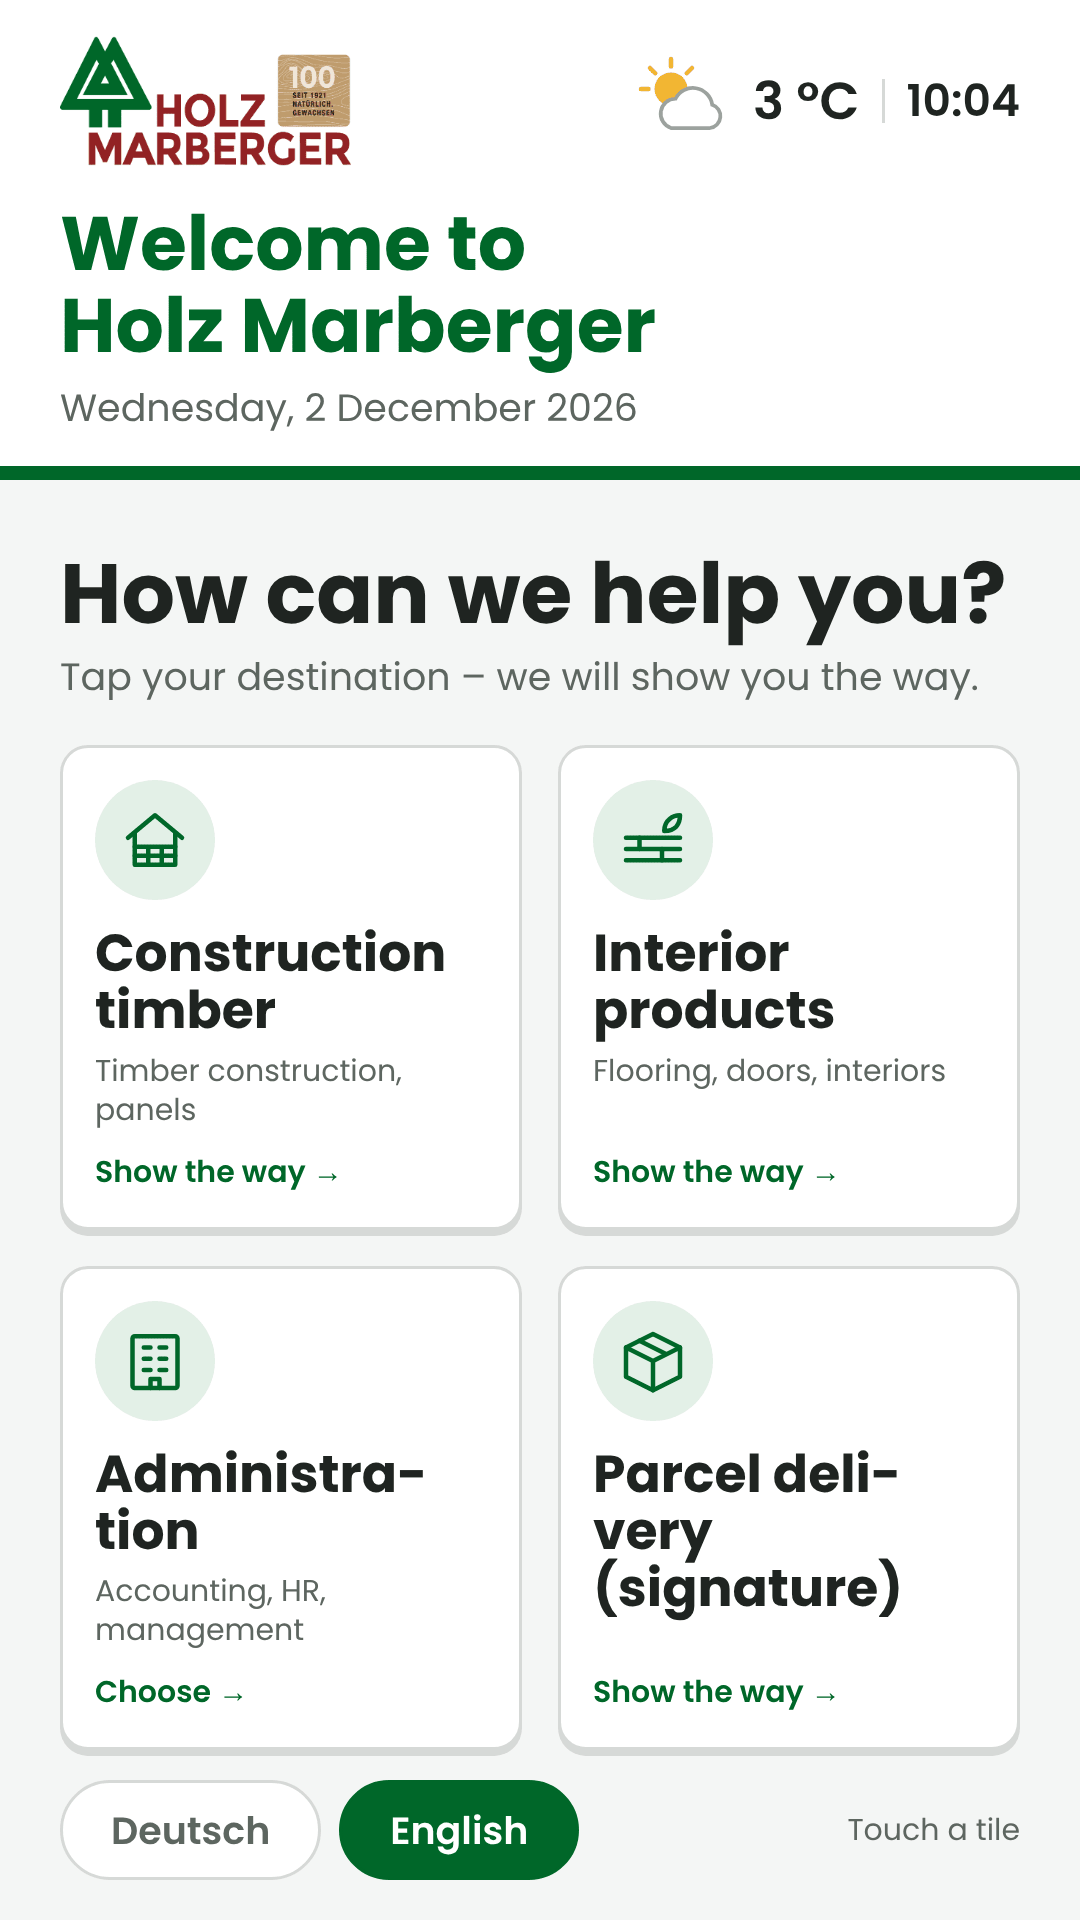 HOLZ
MARBERGER
100
SEIT 1921
NATÜRLICH.
GEWACHSEN
3 °C
10:04
Welcome to
Holz Marberger
Wednesday, 2 December 2026
How can we help you?
Tap your destination – we will show you the way.
Construction
timber
Timber construction,
panels
Show the way →
Interior
products
Flooring, doors, interiors
Show the way →
Administra-
tion
Accounting, HR,
management
Choose →
Parcel deli-
very
(signature)
Show the way →
Deutsch
English
Touch a tile